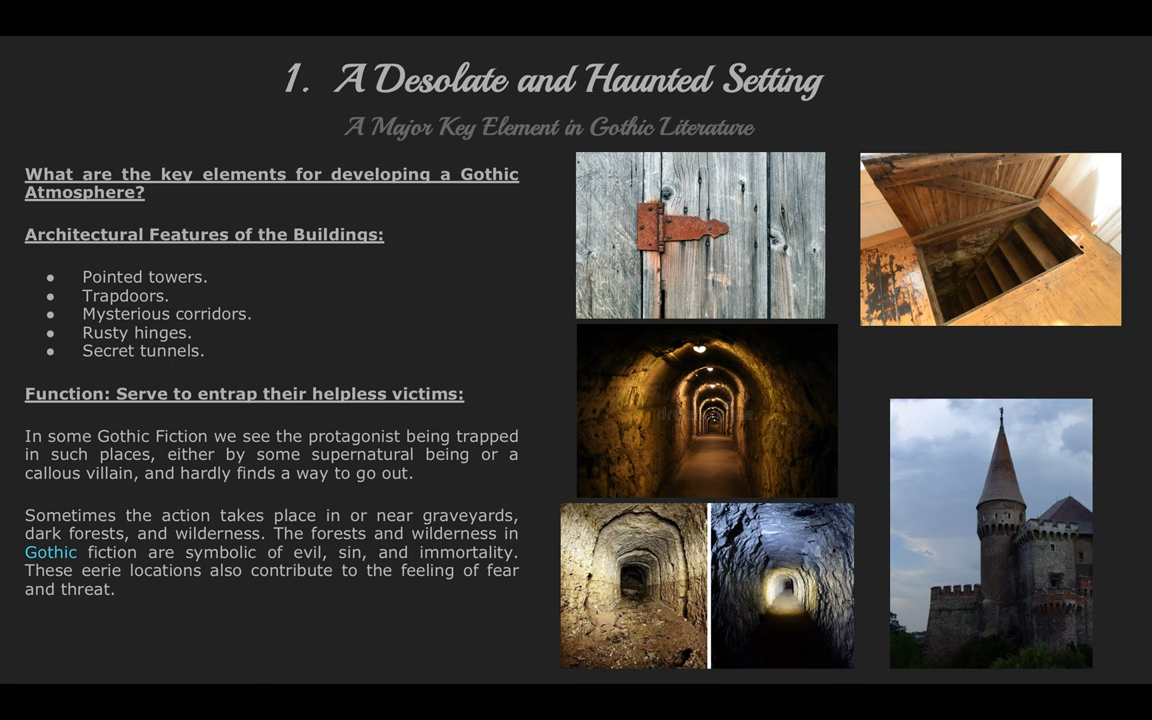 1. A Desolate and Haunted Setting
A Major Key Element in Gothic Literature
What are the key elements for developing a Gothic
Atmosphere?
Architectural Features of the Buildings:
● Pointed towers.
● Trapdoors.
● Mysterious corridors.
● Rusty hinges.
● Secret tunnels.
Function: Serve to entrap their helpless victims:
In some Gothic Fiction we see the protagonist being trapped
in such places, either by some supernatural being or a
callous villain, and hardly finds a way to go out.
Sometimes the action takes place in or near graveyards,
dark forests, and wilderness. The forests and wilderness in
Gothic fiction are symbolic of evil, sin, and immortality.
These eerie locations also contribute to the feeling of fear
and threat.